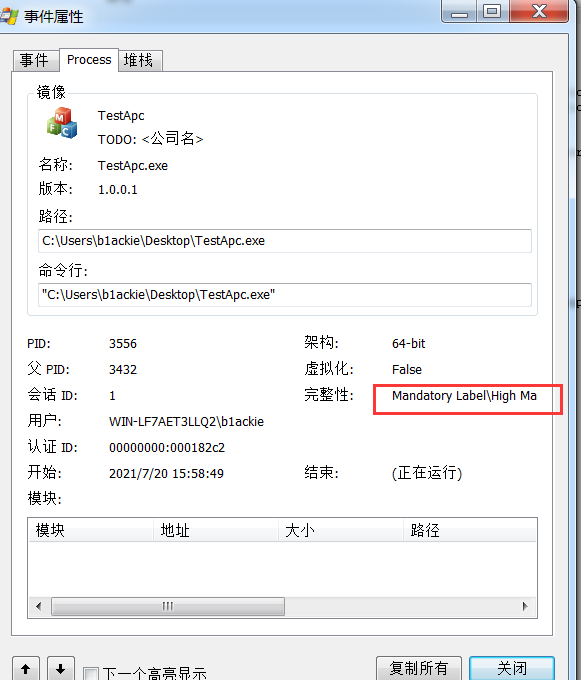 事件属性
事件 Process 堆栈
镜像
MFC
TestApc
TODO: <公司名>
名称: TestApc.exe
版本: 1.0.0.1
路径:
C:\Users\b1ackie\Desktop\TestApc.exe
命令行:
"C:\Users\b1ackie\Desktop\TestApc.exe"
PID: 3556 架构: 64-bit
父 PID: 3432 虚拟化: False
会话 ID: 1 完整性: Mandatory Label\High Ma
用户: WIN-LF7AET3LLQ2\b1ackie
认证 ID: 00000000:000182c2
开始: 2021/7/20 15:58:49 结束: (正在运行)
模块:
模块 地址 大小 路径
下一个高亮显示 复制所有 关闭